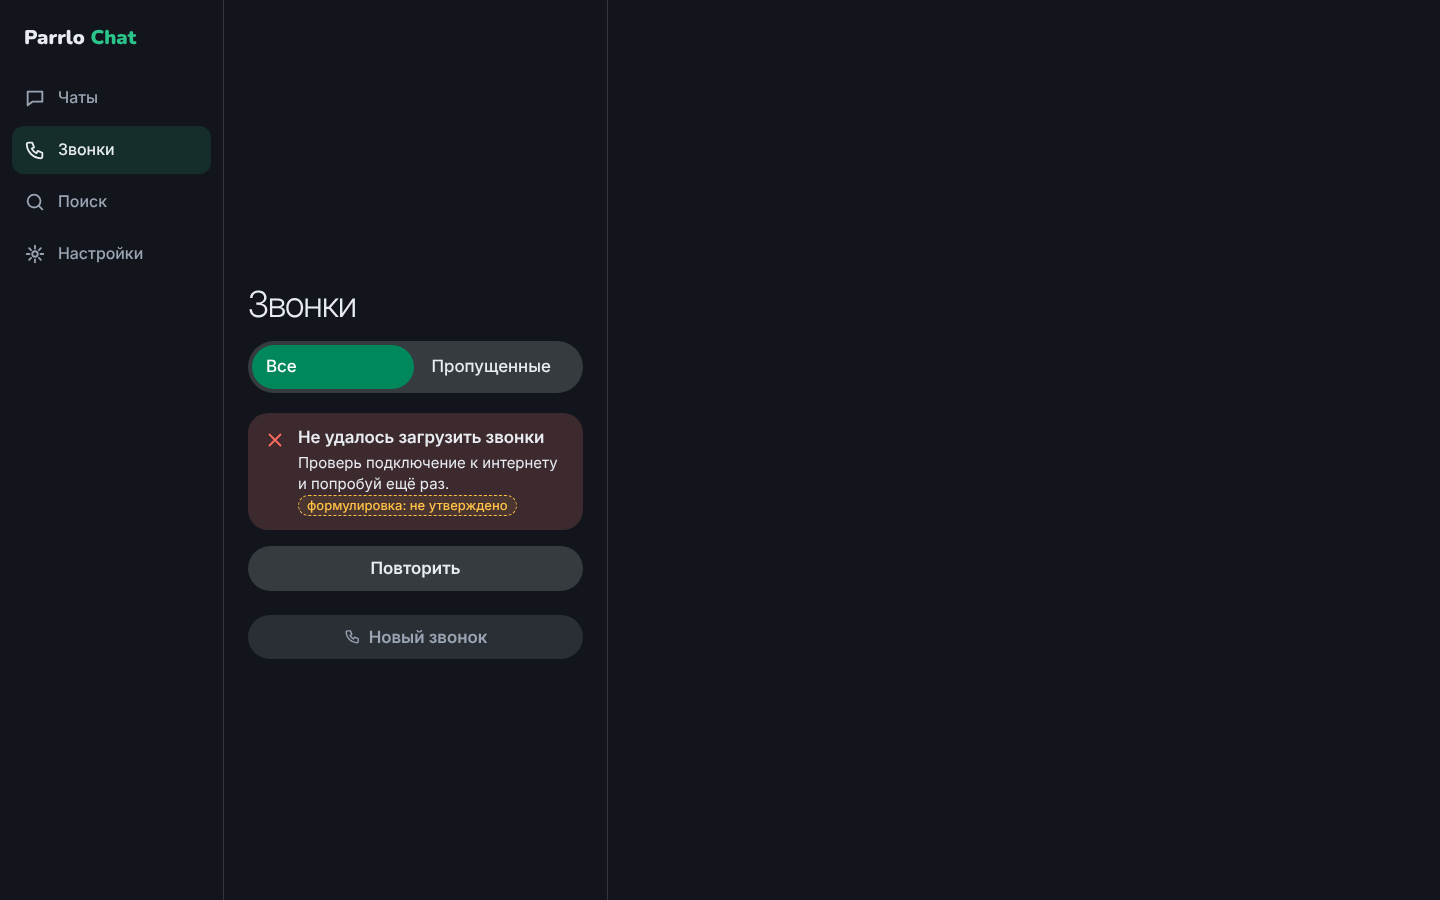 Parrlo Chat
Чаты
Звонки
Поиск
Настройки
Звонки
Все
Пропущенные
Не удалось загрузить звонки
Проверь подключение к интернету
и попробуй ещё раз.
формулировка: не утверждено
Повторить
Новый звонок